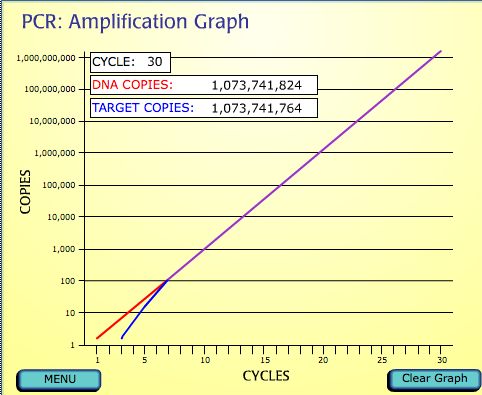 PCR: Amplification Graph
CYCLE: 30
DNA COPIES: 1,073,741,824
TARGET COPIES: 1,073,741,764
COPIES
1,000,000,000
100,000,000
10,000,000
1,000,000
100,000
10,000
1,000
100
10
1
1 5 10 15 20 25 30
CYCLES
MENU
Clear Graph